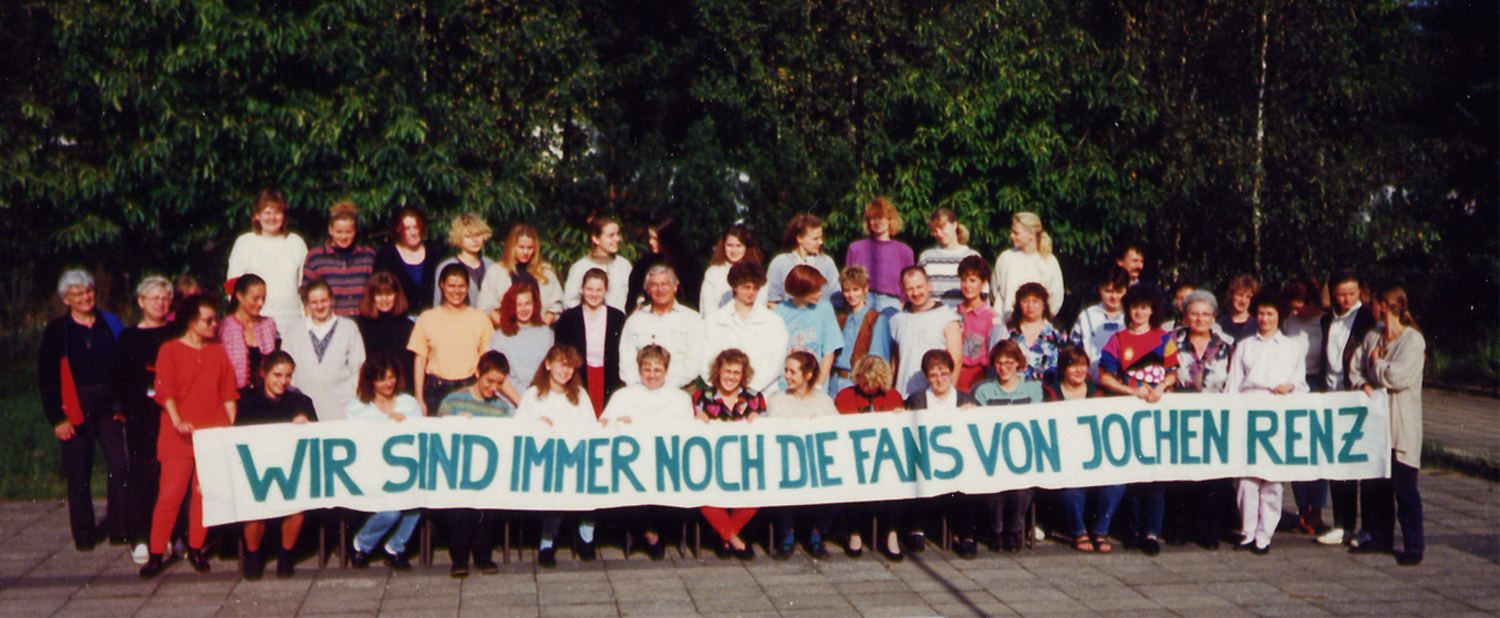 WIR SIND IMMER NOCH DIE FANS VON JOCHEN RENZ